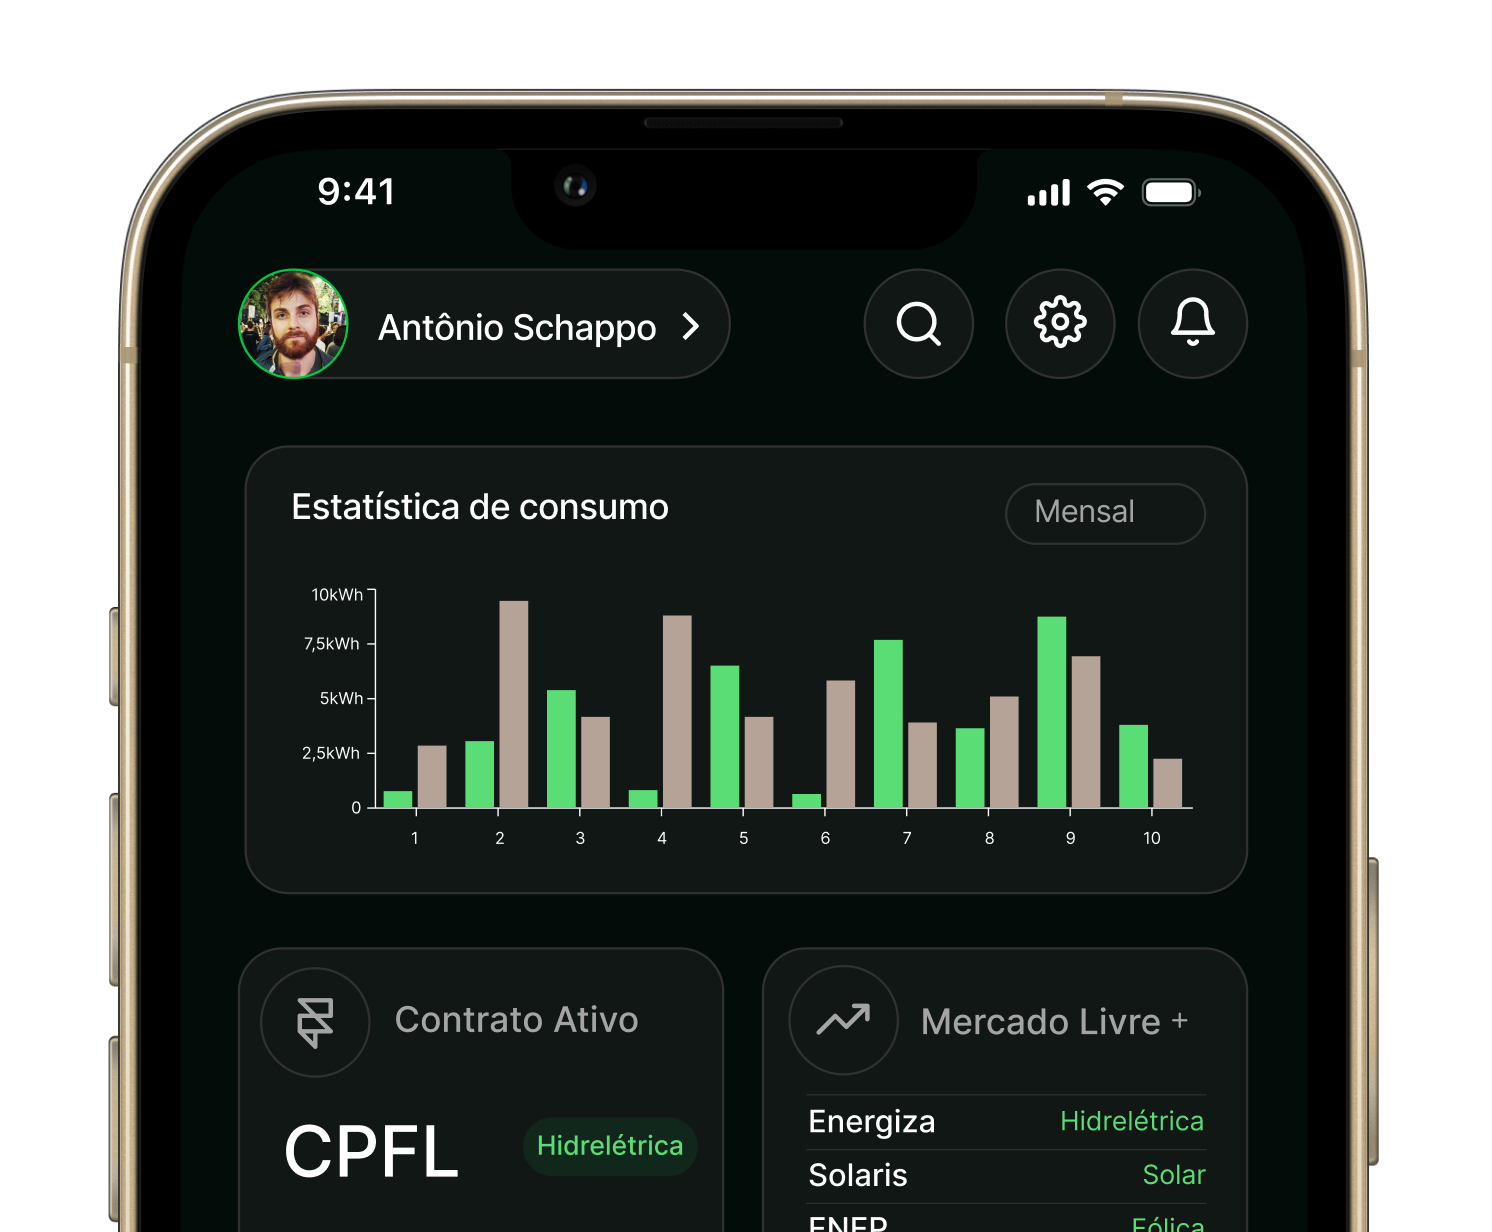 9:41
Antônio Schappo
Estatística de consumo
Mensal
10kWh
7,5kWh
5kWh
2,5kWh
0
1 2 3 4 5 6 7 8 9 10
Contrato Ativo
CPFL
Hidrelétrica
Mercado Livre +
Energiza Hidrelétrica
Solaris Solar
ENER Eólica